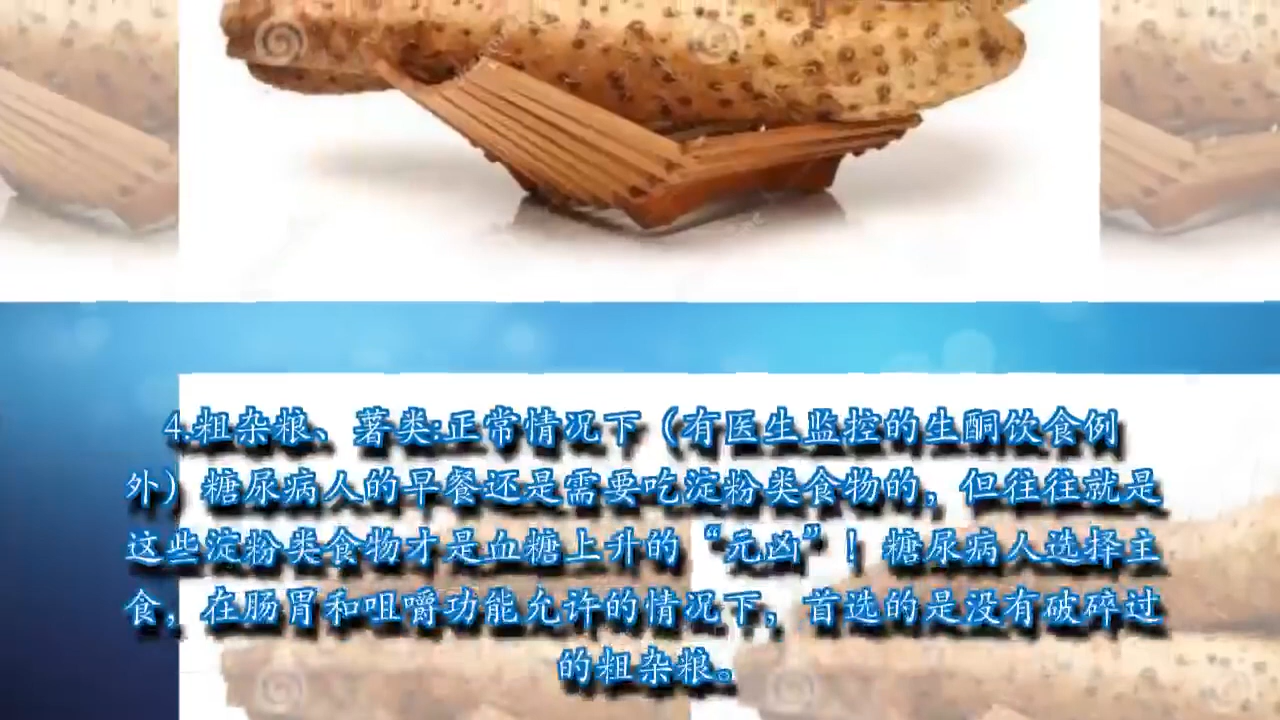 4.粗杂粮、薯类:正常情况下（有医生监控的生酮饮食例
外）糖尿病人的早餐还是需要吃淀粉类食物的，但往往就是
这些淀粉类食物才是血糖上升的“元凶”！糖尿病人选择主
食，在肠胃和咀嚼功能允许的情况下，首选的是没有破碎过
的粗杂粮。